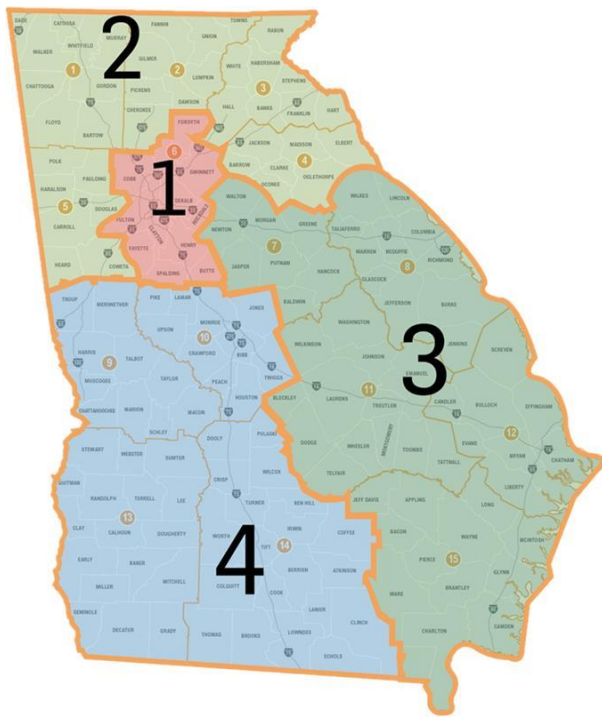 DADE CATOOSA FANNIN TOWNS RABUN
2
MURRAY UNION
WALKER WHITFIELD GILMER WHITE HABERSHAM
1 2 LUMPKIN 3 STEPHENS
CHATTOOGA GORDON PICKENS
DAWSON BANKS FRANKLIN HART
FLOYD CHEROKEE HALL
BARTOW FORSYTH
JACKSON MADISON ELBERT
POLK 6 BARROW 4
COBB GWINNETT CLARKE OGLETHORPE
HARALSON PAULDING OCONEE
1
5 DOUGLAS DEKALB ROCKDALE WALTON WILKES LINCOLN
CARROLL FULTON CLAYTON NEWTON MORGAN GREENE TALIAFERRO COLUMBIA
FAYETTE HENRY 7 WARREN MCDUFFIE RICHMOND
HEARD COWETA SPALDING BUTTS JASPER PUTNAM HANCOCK 8
GLASCOCK
TROUP MERIWETHER PIKE LAMAR BALDWIN JEFFERSON BURKE
MONROE JONES
UPSON 10 WASHINGTON
HARRIS CRAWFORD BIBB WILKINSON JENKINS SCREVEN
9 TALBOT JOHNSON
3
MUSCOGEE TAYLOR PEACH TWIGGS EMANUEL
HOUSTON BLECKLEY LAURENS 11 CANDLER BULLOCH EFFINGHAM
CHATTAHOOCHEE MARION MACON TREUTLEN
SCHLEY DOOLY PULASKI MONTGOMERY 12
STEWART WEBSTER SUMTER DODGE WHEELER TOOMBS EVANS BRYAN CHATHAM
CRISP WILCOX TELFAIR TATTNALL
QUITMAN LIBERTY
RANDOLPH TERRELL LEE TURNER BEN HILL JEFF DAVIS APPLING LONG
13
CLAY CALHOUN DOUGHERTY WORTH IRWIN COFFEE BACON WAYNE MCINTOSH
4
TIFT 14
EARLY BAKER BERRIEN ATKINSON PIERCE 15
MITCHELL COLQUITT COOK GLYNN
MILLER WARE BRANTLEY
SEMINOLE LANIER CLINCH
DECATUR GRADY THOMAS BROOKS LOWNDES CHARLTON CAMDEN
ECHOLS